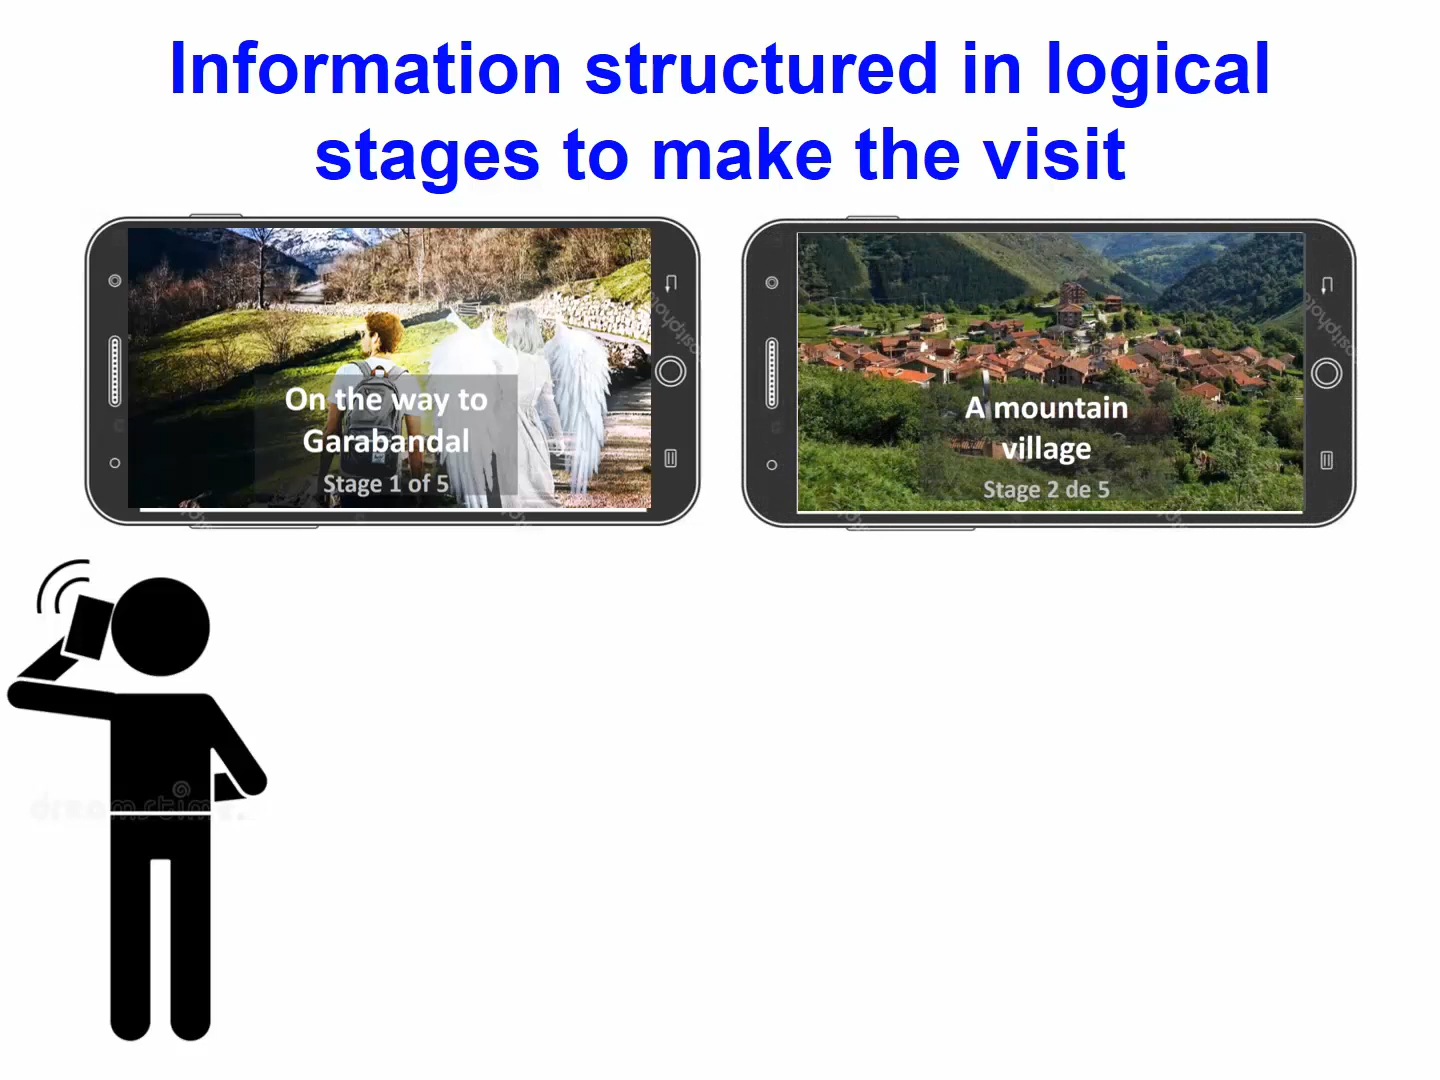 Information structured in logical
stages to make the visit
On the way to
Garabandal
Stage 1 of 5
A mountain
village
Stage 2 de 5
dreamstime.